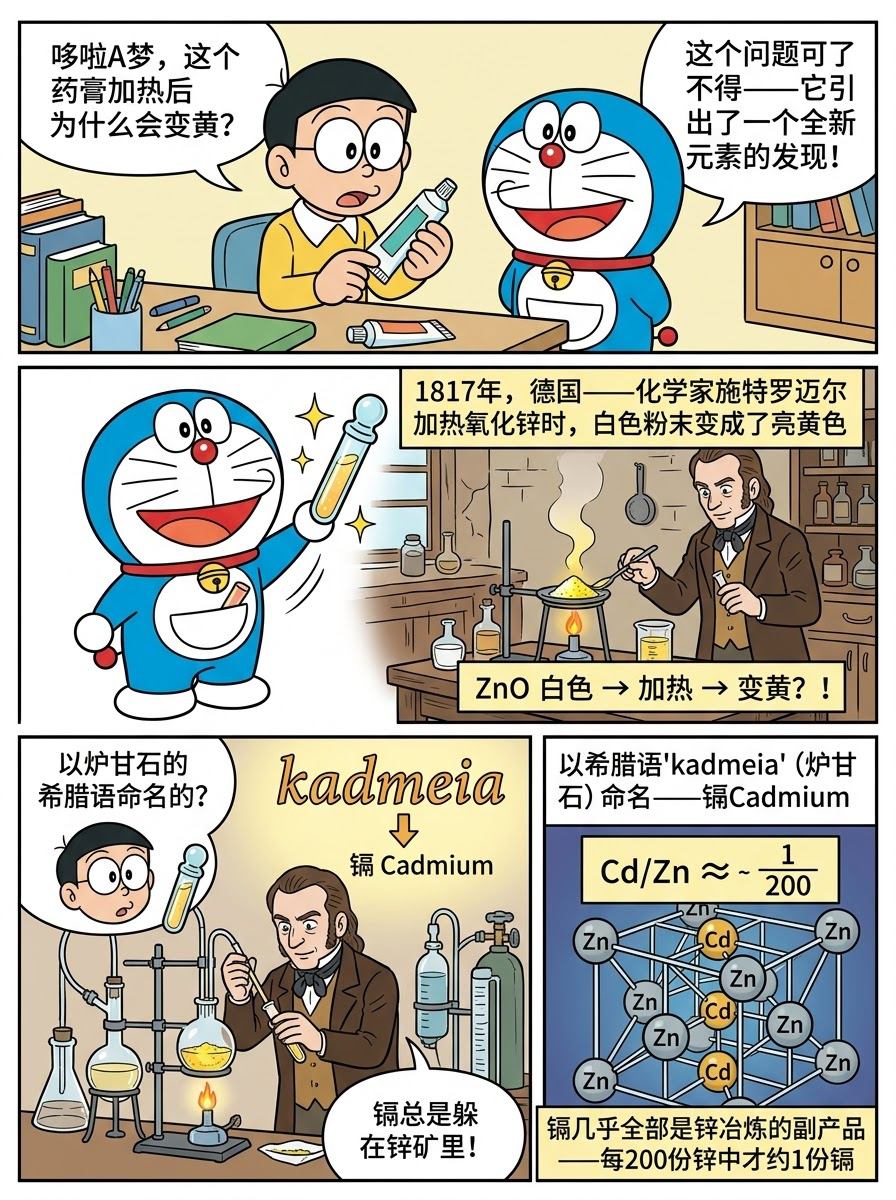 哆啦A梦，这个
药膏加热后
为什么会变黄？
这个问题可了
不得——它引
出了一个全新
元素的发现！
1817年，德国——化学家施特罗迈尔
加热氧化锌时，白色粉末变成了亮黄色
ZnO 白色 → 加热 → 变黄？！
以炉甘石的
希腊语命名的？
kadmeia
镉 Cadmium
镉总是躲
在锌矿里！
以希腊语'kadmeia'（炉甘
石）命名——镉Cadmium
Cd/Zn ≈ ~ 1/200
Zn
Zn
Cd
Zn
Zn
Zn
Cd
Zn
Zn
Zn
Cd
Zn
镉几乎全部是锌冶炼的副产品
——每200份锌中才约1份镉